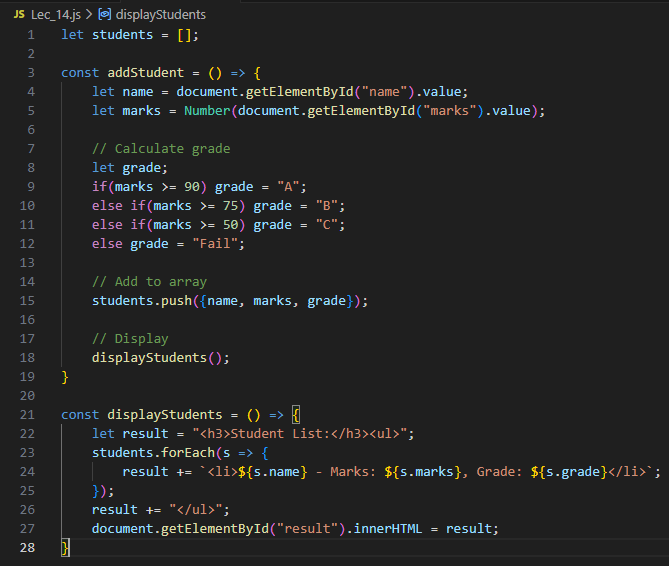 JS Lec_14.js > displayStudents
1 let students = [];
2
3 const addStudent = () => {
4     let name = document.getElementById("name").value;
5     let marks = Number(document.getElementById("marks").value);
6
7     // Calculate grade
8     let grade;
9     if(marks >= 90) grade = "A";
10     else if(marks >= 75) grade = "B";
11     else if(marks >= 50) grade = "C";
12     else grade = "Fail";
13
14     // Add to array
15     students.push({name, marks, grade});
16
17     // Display
18     displayStudents();
19 }
20
21 const displayStudents = () => {
22     let result = "<h3>Student List:</h3><ul>";
23     students.forEach(s => {
24         result += `<li>${s.name} - Marks: ${s.marks}, Grade: ${s.grade}</li>`;
25     });
26     result += "</ul>";
27     document.getElementById("result").innerHTML = result;
28 }